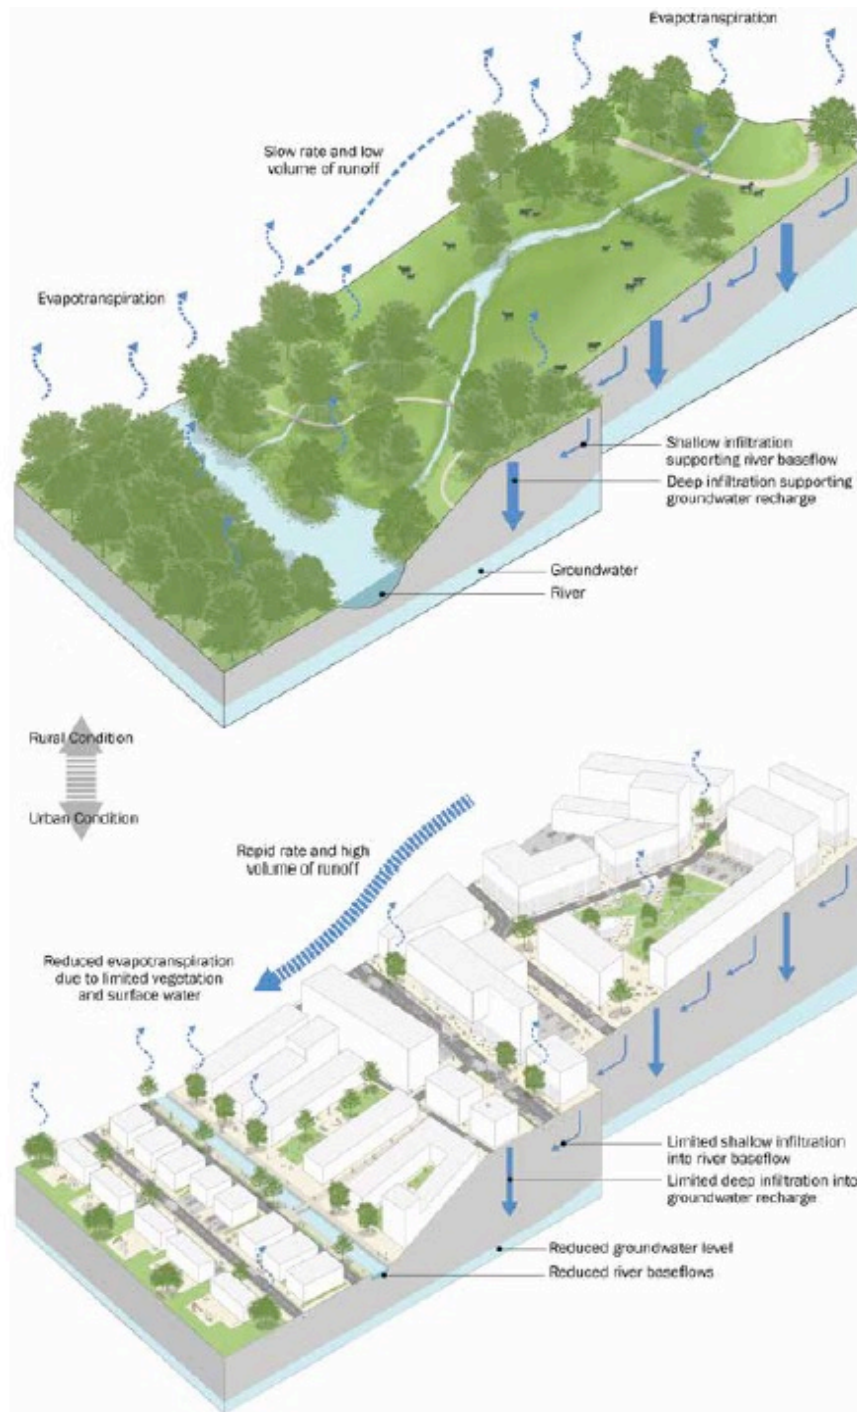 Evapotranspiration
Slow rate and low
volume of runoff
Evapotranspiration
Shallow infiltration
supporting river baseflow
Deep infiltration supporting
groundwater recharge
Groundwater
River
Rural Condition
Urban Condition
Rapid rate and high
volume of runoff
Reduced evapotranspiration
due to limited vegetation
and surface water
Limited shallow infiltration
into river baseflow
Limited deep infiltration into
groundwater recharge
Reduced groundwater level
Reduced river baseflows